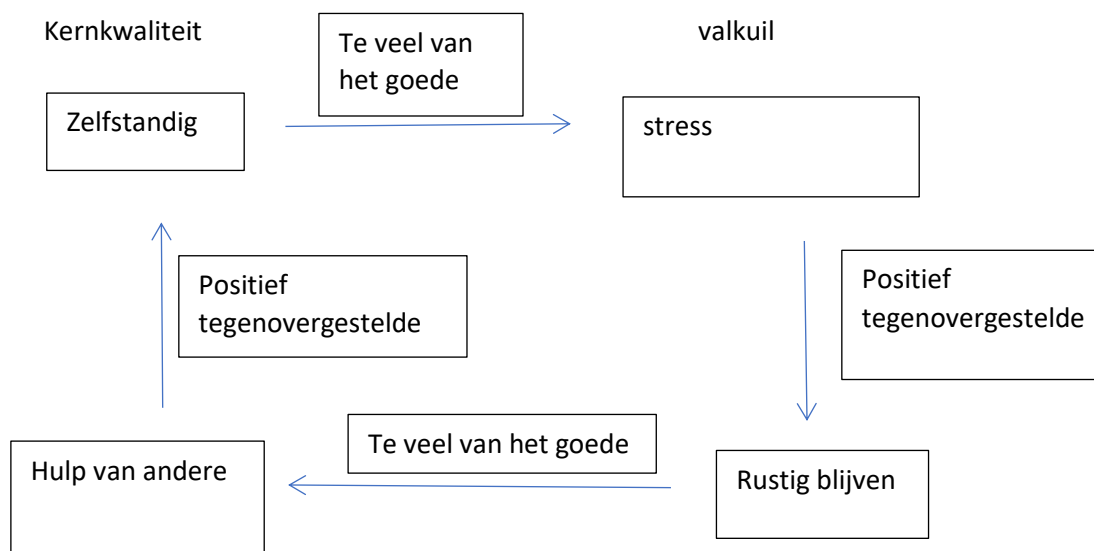 Kernkwaliteit
Te veel van
het goede
valkuil
Zelfstandig
stress
Positief
tegenovergestelde
Positief
tegenovergestelde
Hulp van andere
Te veel van het goede
Rustig blijven